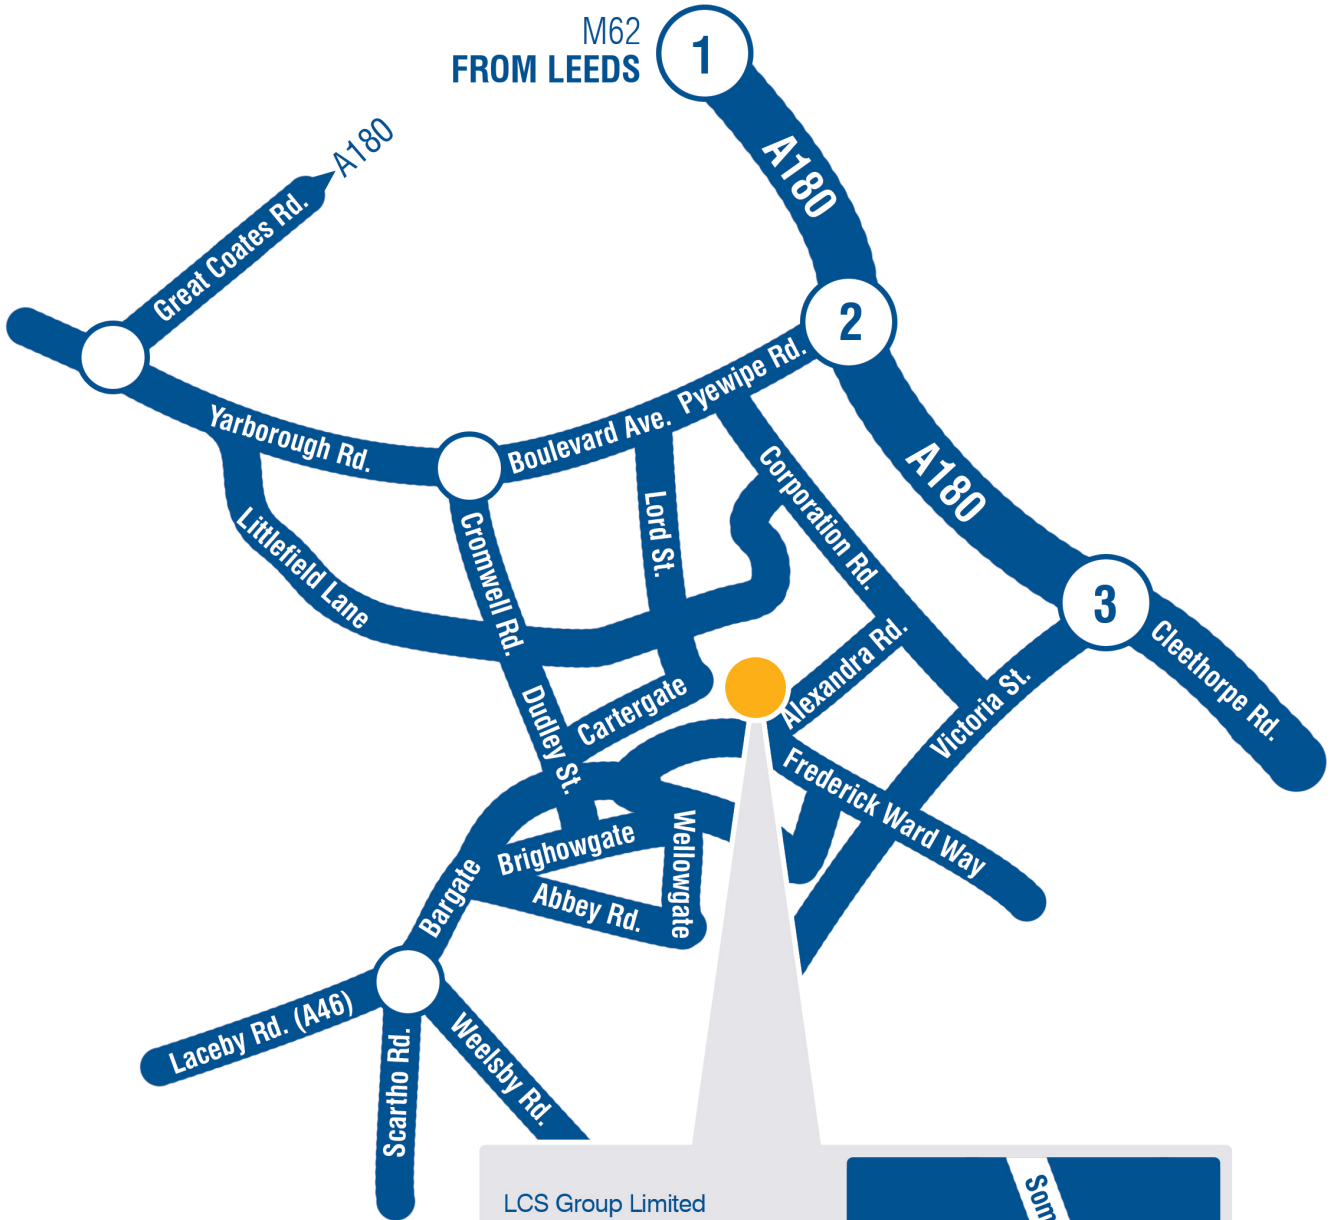 M62
FROM LEEDS
1
A180
A180
Great Coates Rd.
2
Pyewipe Rd.
Boulevard Ave.
Yarborough Rd.
A180
Corporation Rd.
Lord St.
Cromwell Rd.
Littlefield Lane
3
Cleethorpe Rd.
Alexandra Rd.
Victoria St.
Cartergate
Dudley St.
Frederick Ward Way
Brighowgate
Wellowgate
Abbey Rd.
Bargate
Laceby Rd. (A46)
Scartho Rd.
Weelsby Rd.
LCS Group Limited
Som